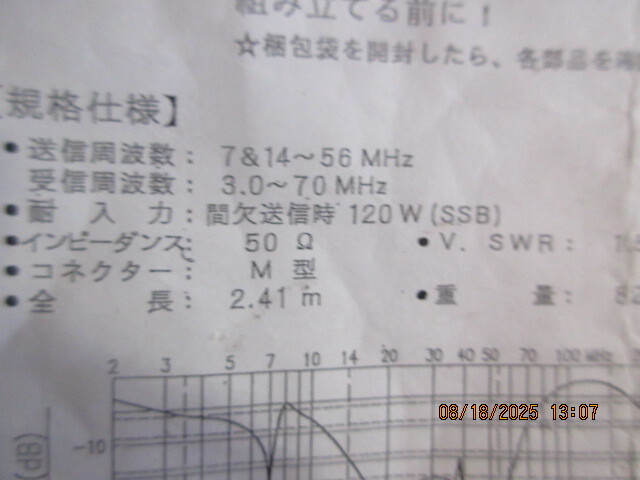 組み立てる前に！
☆梱包袋を開封したら、各部品を
【規格仕様】
●送信周波数： 7&14～56 MHz
受信周波数： 3.0～70 MHz
●耐 入 力：間欠送信時 120 W (SSB)
●インピーダンス： 50 Ω ●V. SWR：
●コネクター： M 型
●全 長： 2.41 m ●重 量：
2 3 5 7 10 14 20 30 40 50 70 100 MHz
-10
(dB)
08/18/2025 13:07